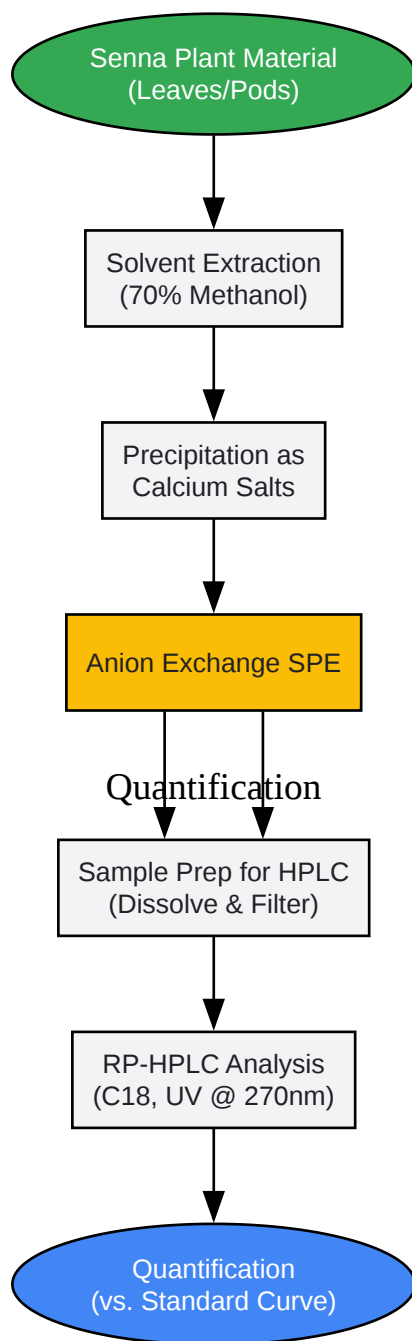 Senna Plant Material
(Leaves/Pods)
Solvent Extraction
(70% Methanol)
Precipitation as
Calcium Salts
Anion Exchange SPE
Quantification
Sample Prep for HPLC
(Dissolve & Filter)
RP-HPLC Analysis
(C18, UV @ 270nm)
Quantification
(vs. Standard Curve)